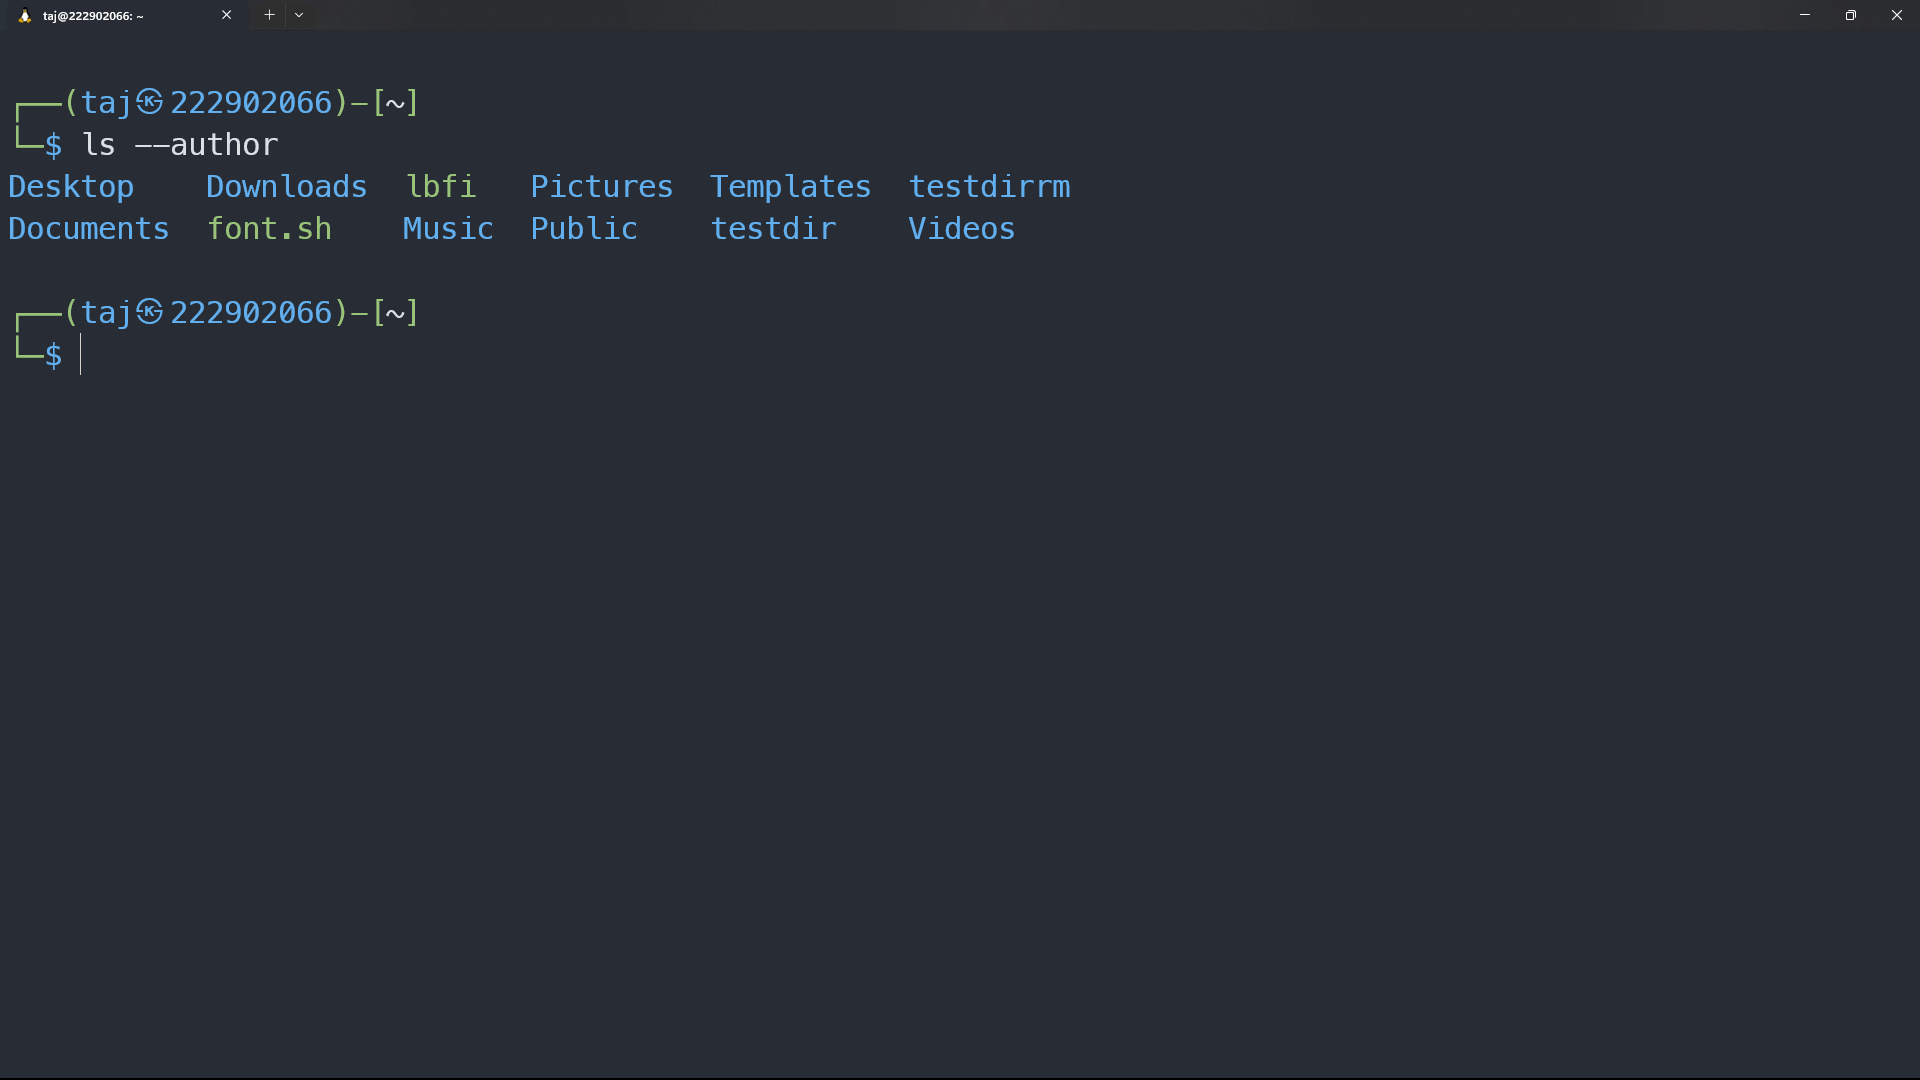 taj@222902066: ~
┌──(taj㉿222902066)-[~]
└─$ ls --author
Desktop    Downloads  lbfi   Pictures  Templates  testdirrm
Documents  font.sh    Music  Public    testdir    Videos
┌──(taj㉿222902066)-[~]
└─$